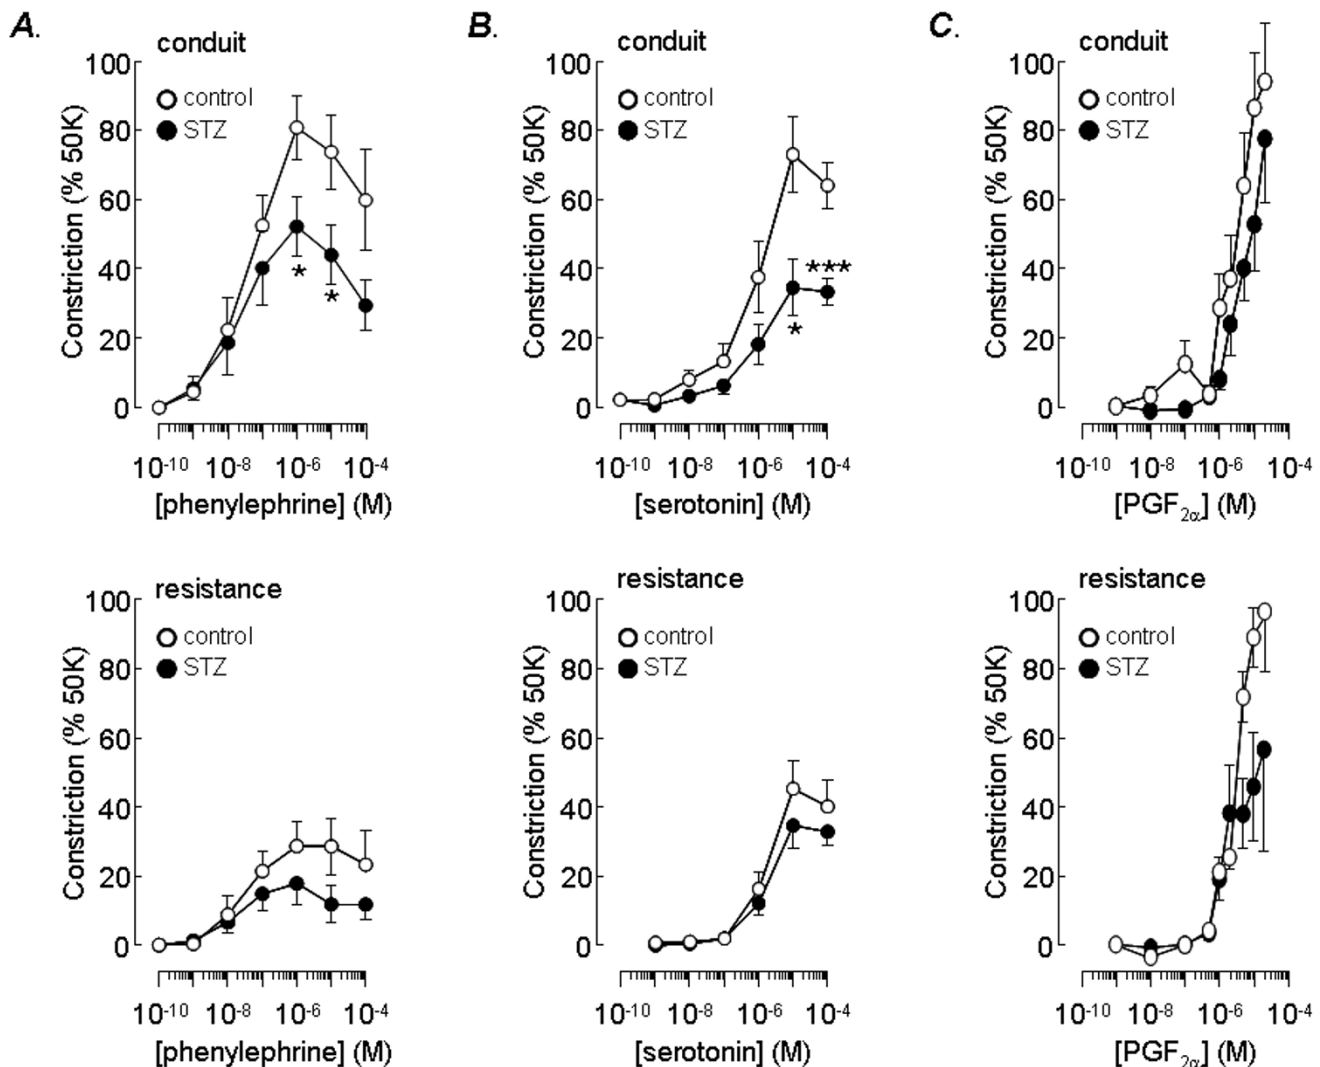 A.
conduit
100
80
60
40
20
0
Constriction (% 50K)
control
STZ
*
*
10-10 10-8 10-6 10-4
[phenylephrine] (M)
B.
conduit
100
80
60
40
20
0
Constriction (% 50K)
control
STZ
***
*
10-10 10-8 10-6 10-4
[serotonin] (M)
C.
conduit
100
80
60
40
20
0
Constriction (% 50K)
control
STZ
10-10 10-8 10-6 10-4
[PGF2α] (M)
resistance
100
80
60
40
20
0
Constriction (% 50K)
control
STZ
10-10 10-8 10-6 10-4
[phenylephrine] (M)
resistance
100
80
60
40
20
0
Constriction (% 50K)
control
STZ
10-10 10-8 10-6 10-4
[serotonin] (M)
resistance
100
80
60
40
20
0
Constriction (% 50K)
control
STZ
10-10 10-8 10-6 10-4
[PGF2α] (M)